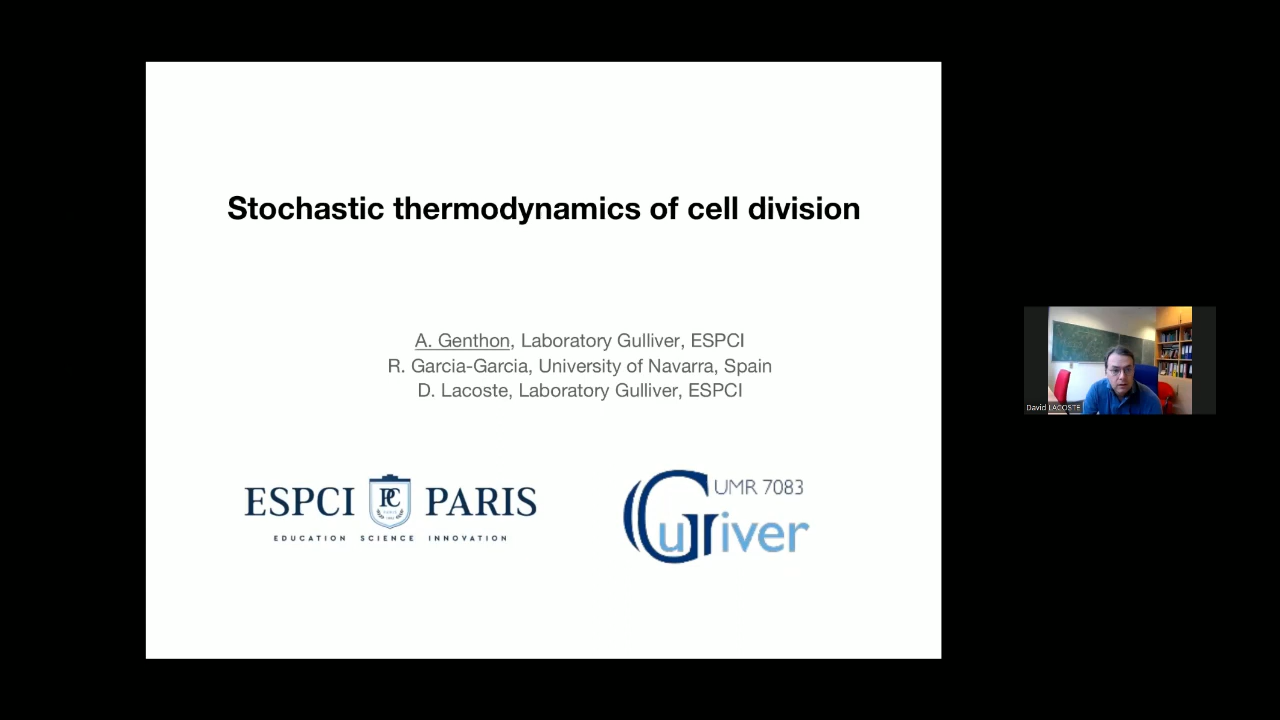 Stochastic thermodynamics of cell division
A. Genthon, Laboratory Gulliver, ESPCI
R. Garcia-Garcia, University of Navarra, Spain
D. Lacoste, Laboratory Gulliver, ESPCI
ESPCI PC PARIS
EDUCATION SCIENCE INNOVATION
UMR 7083
Gulliver
David LACOSTE